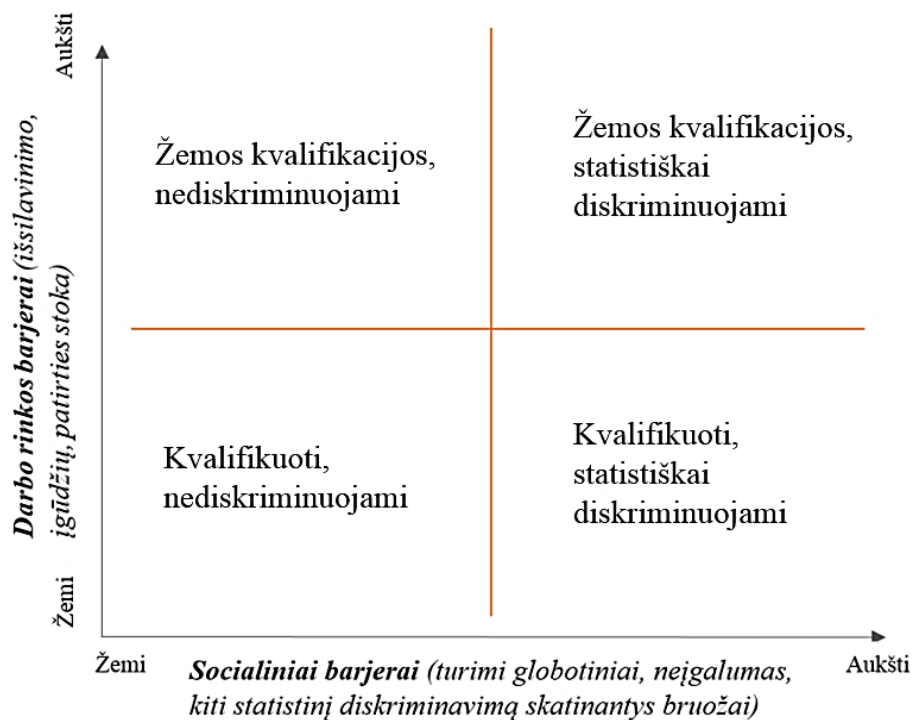 Aukšti
Darbo rinkos barjerai (išsilavinimo,
įgūdžių, patirties stoka)
Žemi
Žemos kvalifikacijos,
nediskriminuojami
Žemos kvalifikacijos,
statistiškai
diskriminuojami
Kvalifikuoti,
nediskriminuojami
Kvalifikuoti,
statistiškai
diskriminuojami
Žemi
Socialiniai barjerai (turimi globotiniai, neįgalumas,
kiti statistinį diskriminavimą skatinantys bruožai)
Aukšti